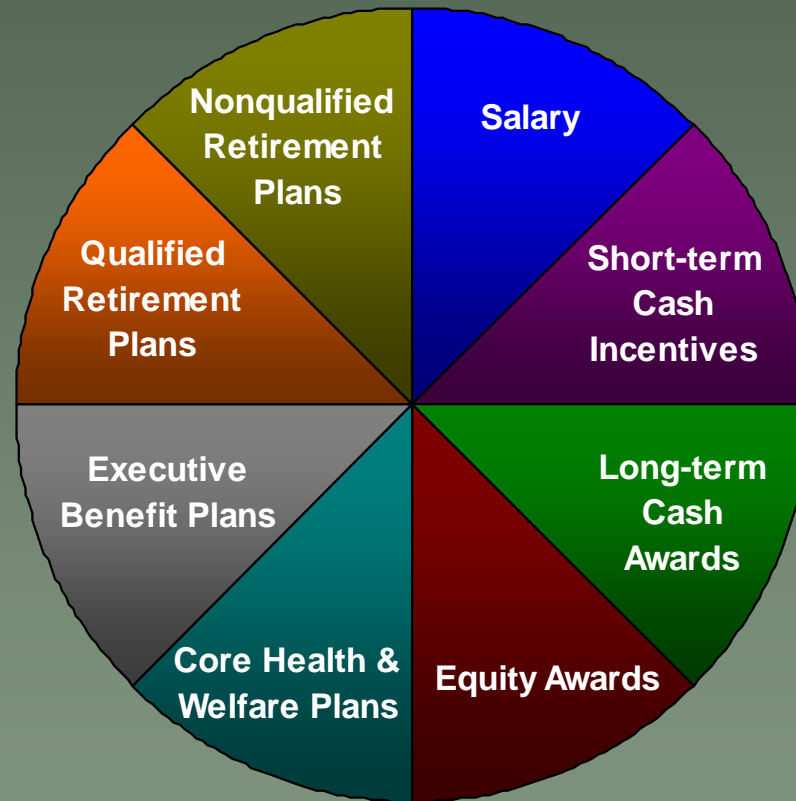 Nonqualified
Retirement
Plans
Salary
Qualified
Retirement
Plans
Short-term
Cash
Incentives
Executive
Benefit Plans
Long-term
Cash
Awards
Core Health &
Welfare Plans
Equity Awards